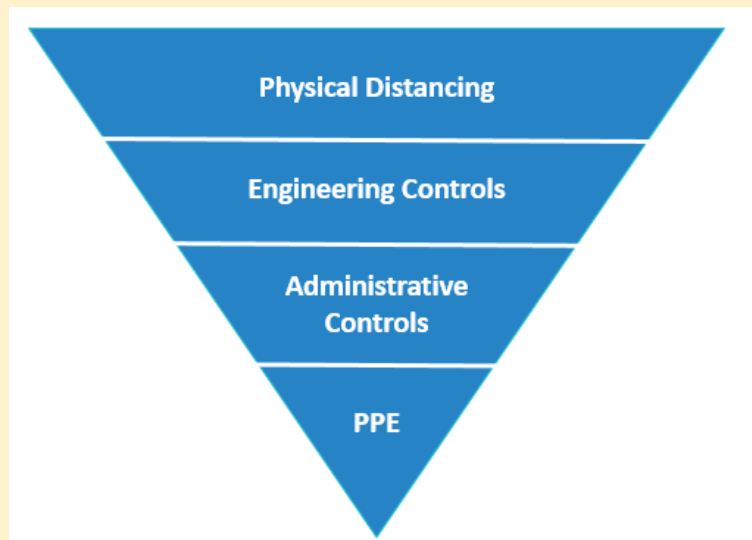 Physical Distancing
Engineering Controls
Administrative
Controls
PPE